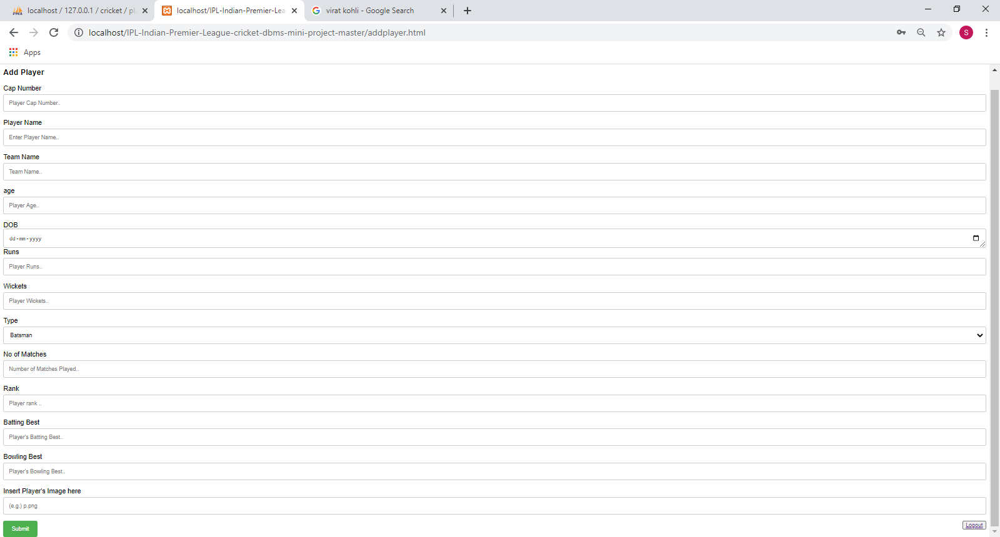 localhost / 127.0.0.1 / cricket / pl
localhost/IPL-Indian-Premier-Lea
virat kohli - Google Search
localhost/IPL-Indian-Premier-League-cricket-dbms-mini-project-master/addplayer.html
S
Apps
Add Player
Cap Number
Player Cap Number..
Player Name
Enter Player Name..
Team Name
Team Name..
age
Player Age..
DOB
dd-mm-yyyy
Runs
Player Runs..
Wickets
Player Wickets..
Type
Batsman
No of Matches
Number of Matches Played..
Rank
Player rank ..
Batting Best
Player's Batting Best..
Bowling Best
Player's Bowling Best..
Insert Player's Image here
(e.g.) p.png
Submit
Logout